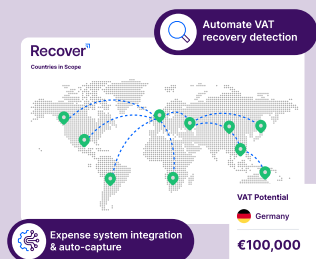 Automate VAT
recovery detection
Recover
Countries in Scope
VAT Potential
Germany
€100,000
Expense system integration
& auto-capture